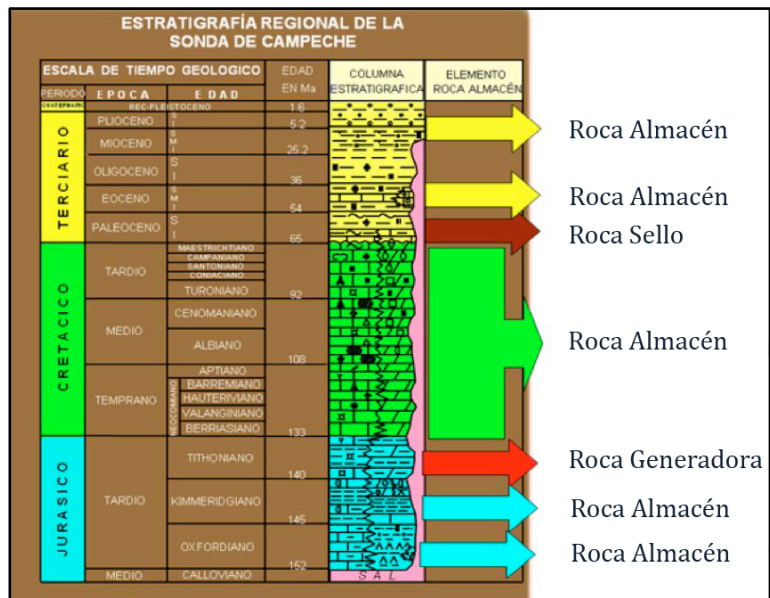 ESTRATIGRAFÍA REGIONAL DE LA
SONDA DE CAMPECHE
ESCALA DE TIEMPO GEOLOGICO
EDAD
EN Ma
COLUMNA
ESTRATIGRAFICA
ELEMENTO
ROCA ALMACÉN
PERIODO
EPOCA
EDAD
REC-PLEISTOCENO
1.6
TERCIARIO
PLIOCENO
S
I
5.2
MIOCENO
S
M
I
25.2
OLIGOCENO
S
I
36
EOCENO
S
M
I
54
PALEOCENO
S
I
65
Roca Almacén
Roca Almacén
Roca Sello
CRETACICO
TARDIO
MAESTRICHTIANO
CAMPANIANO
SANTONIANO
CONIACIANO
TURONIANO
92
MEDIO
CENOMANIANO
ALBIANO
108
TEMPRANO
APTIANO
NEOCOMIANO
BARREMIANO
HAUTERIVIANO
VALANGINIANO
BERRIASIANO
133
Roca Almacén
JURASICO
TARDIO
TITHONIANO
140
KIMMERIDGIANO
145
OXFORDIANO
152
MEDIO
CALLOVIANO
SAL
Roca Generadora
Roca Almacén
Roca Almacén